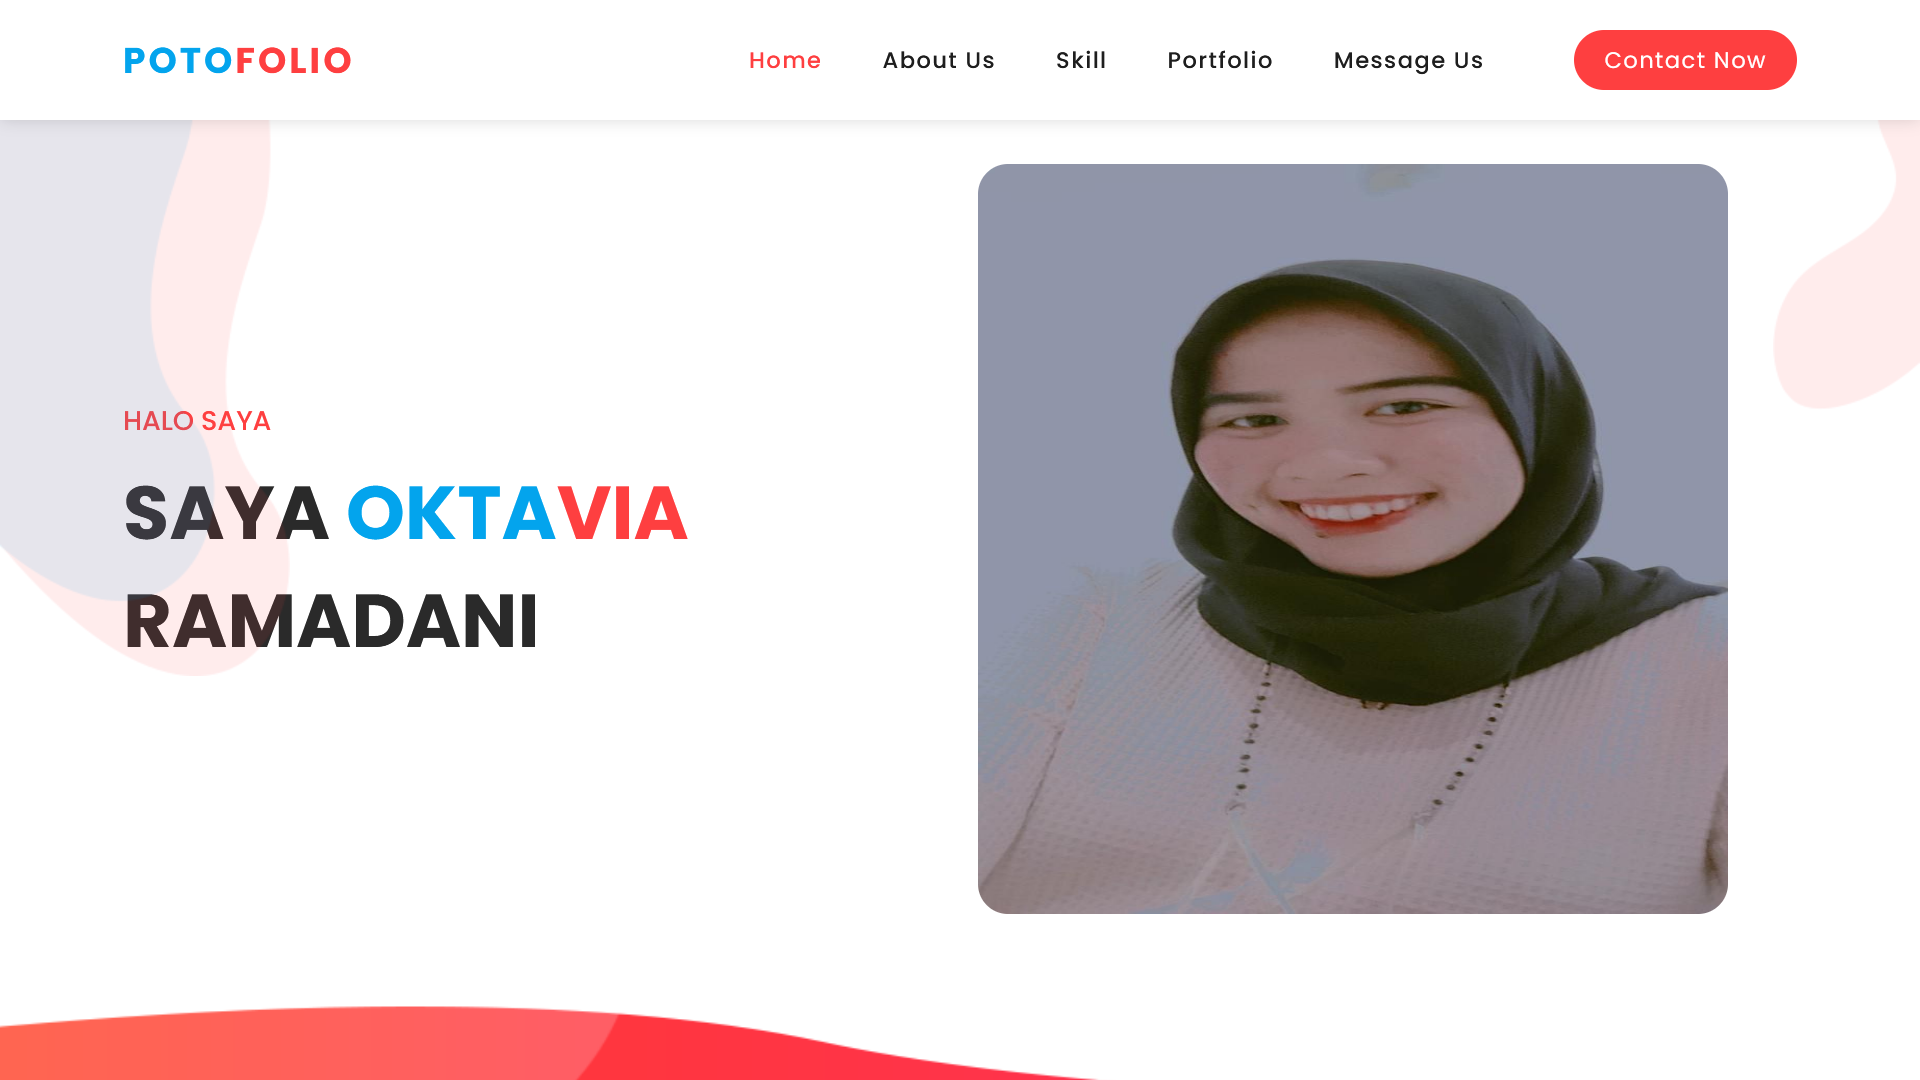 POTOFOLIO
Home
About Us
Skill
Portfolio
Message Us
Contact Now
HALO SAYA
SAYA OKTAVIA
RAMADANI